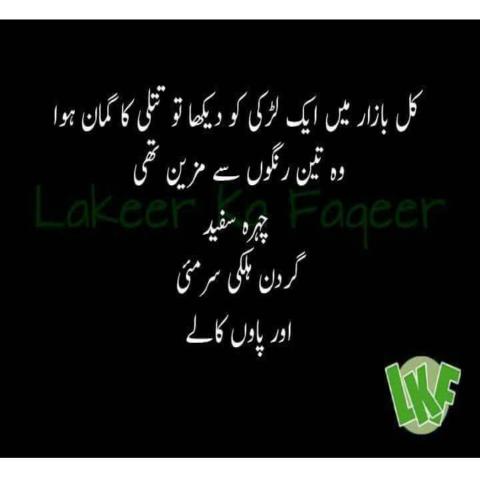 کل بازار میں ایک لڑکی کو دیکھا تو تتلی کا گمان ہوا
وہ تین رنگوں سے مزین تھی
Lakeer Ka Faqeer
چہرہ سفید
گردن ہلکی سرمئی
اور پاوں کالے
LKF